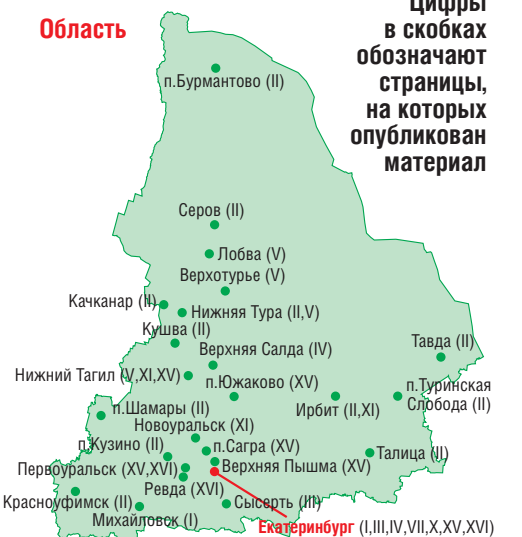 Область
Цифры
в скобках
обозначают
страницы,
на которых
опубликован
материал
п.Бурмантово (II)
Серов (II)
Лобва (V)
Верхотурье (V)
Качканар (II)
Нижняя Тура (II,V)
Кушва (II)
Тавда (II)
Верхняя Салда (IV)
Нижний Тагил (V,XI,XV)
п.Южаково (XV)
п.Туринская
Слобода (II)
п.Шамары (II)
Ирбит (II,XI)
Новоуральск (XI)
п.Кузино (II)
п.Сагра (XV)
Талица (II)
Первоуральск (XV,XVI)
Верхняя Пышма (XV)
Ревда (XVI)
Красноуфимск (II)
Сысерть (III)
Михайловск (I)
Екатеринбург (I,III,IV,VII,X,XV,XVI)